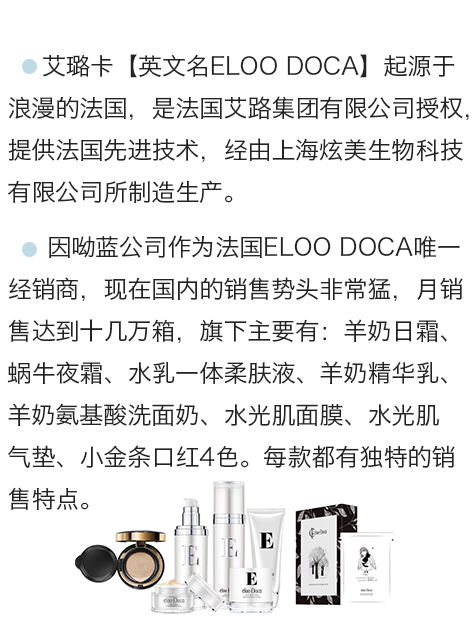 艾璐卡【英文名ELOO DOCA】起源于
浪漫的法国，是法国艾路集团有限公司授权，
提供法国先进技术，经由上海炫美生物科技
有限公司所制造生产。
因呦蓝公司作为法国ELOO DOCA唯一
经销商，现在国内的销售势头非常猛，月销
售达到十几万箱，旗下主要有：羊奶日霜、
蜗牛夜霜、水乳一体柔肤液、羊奶精华乳、
羊奶氨基酸洗面奶、水光肌面膜、水光肌
气垫、小金条口红4色。每款都有独特的销
售特点。
E
E
E
E
eloo Doca
eloo Doca